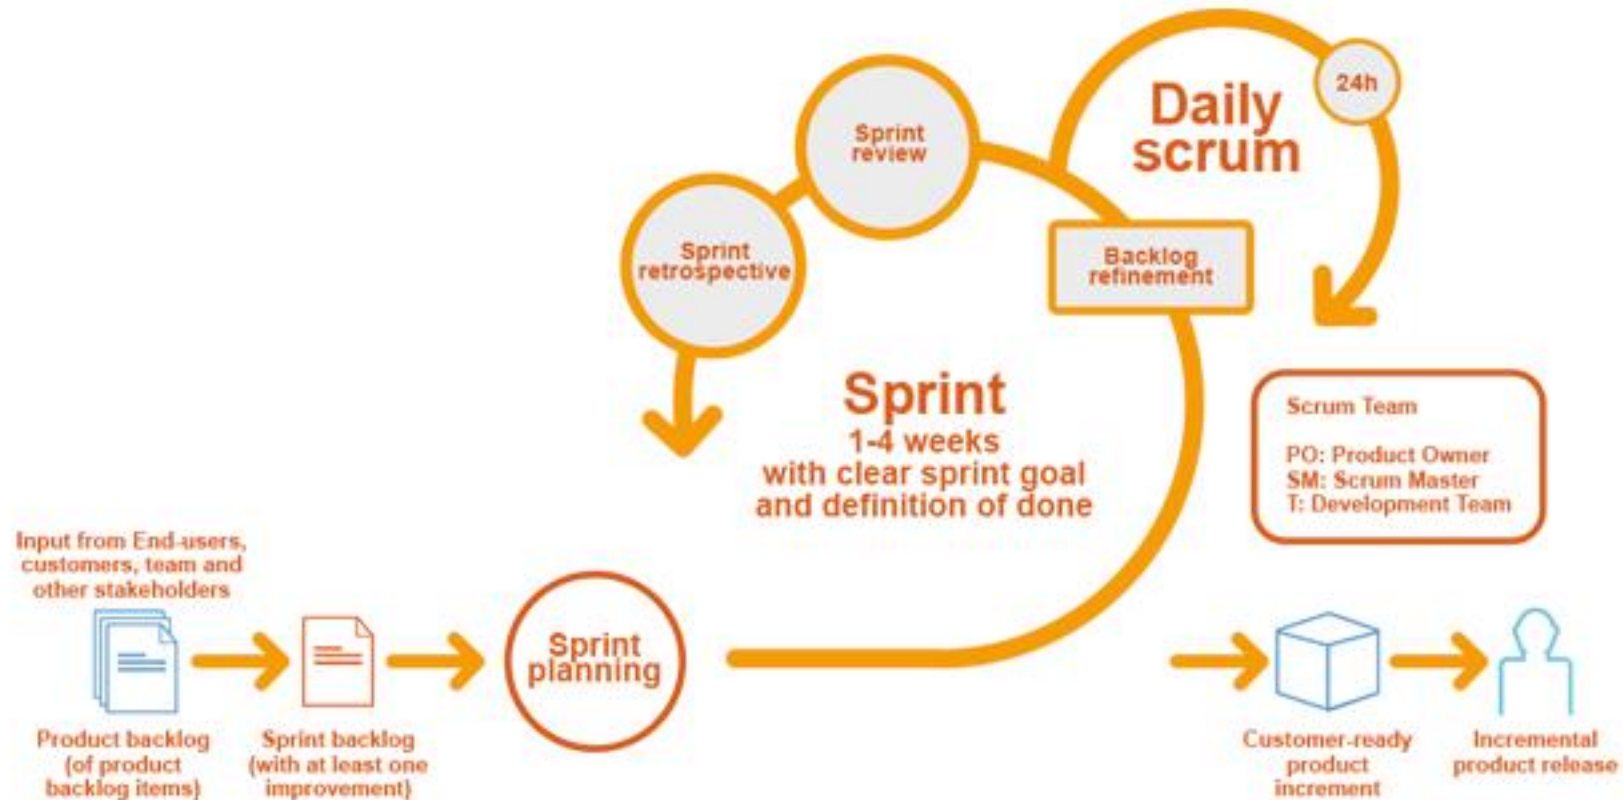 24h
Daily
scrum
Sprint
review
Sprint
retrospective
Backlog
refinement
Sprint
1-4 weeks
with clear sprint goal
and definition of done
Scrum Team
PO: Product Owner
SM: Scrum Master
T: Development Team
Input from End-users,
customers, team and
other stakeholders
Product backlog
(of product
backlog items)
Sprint backlog
(with at least one
improvement)
Sprint
planning
Customer-ready
product
increment
Incremental
product release